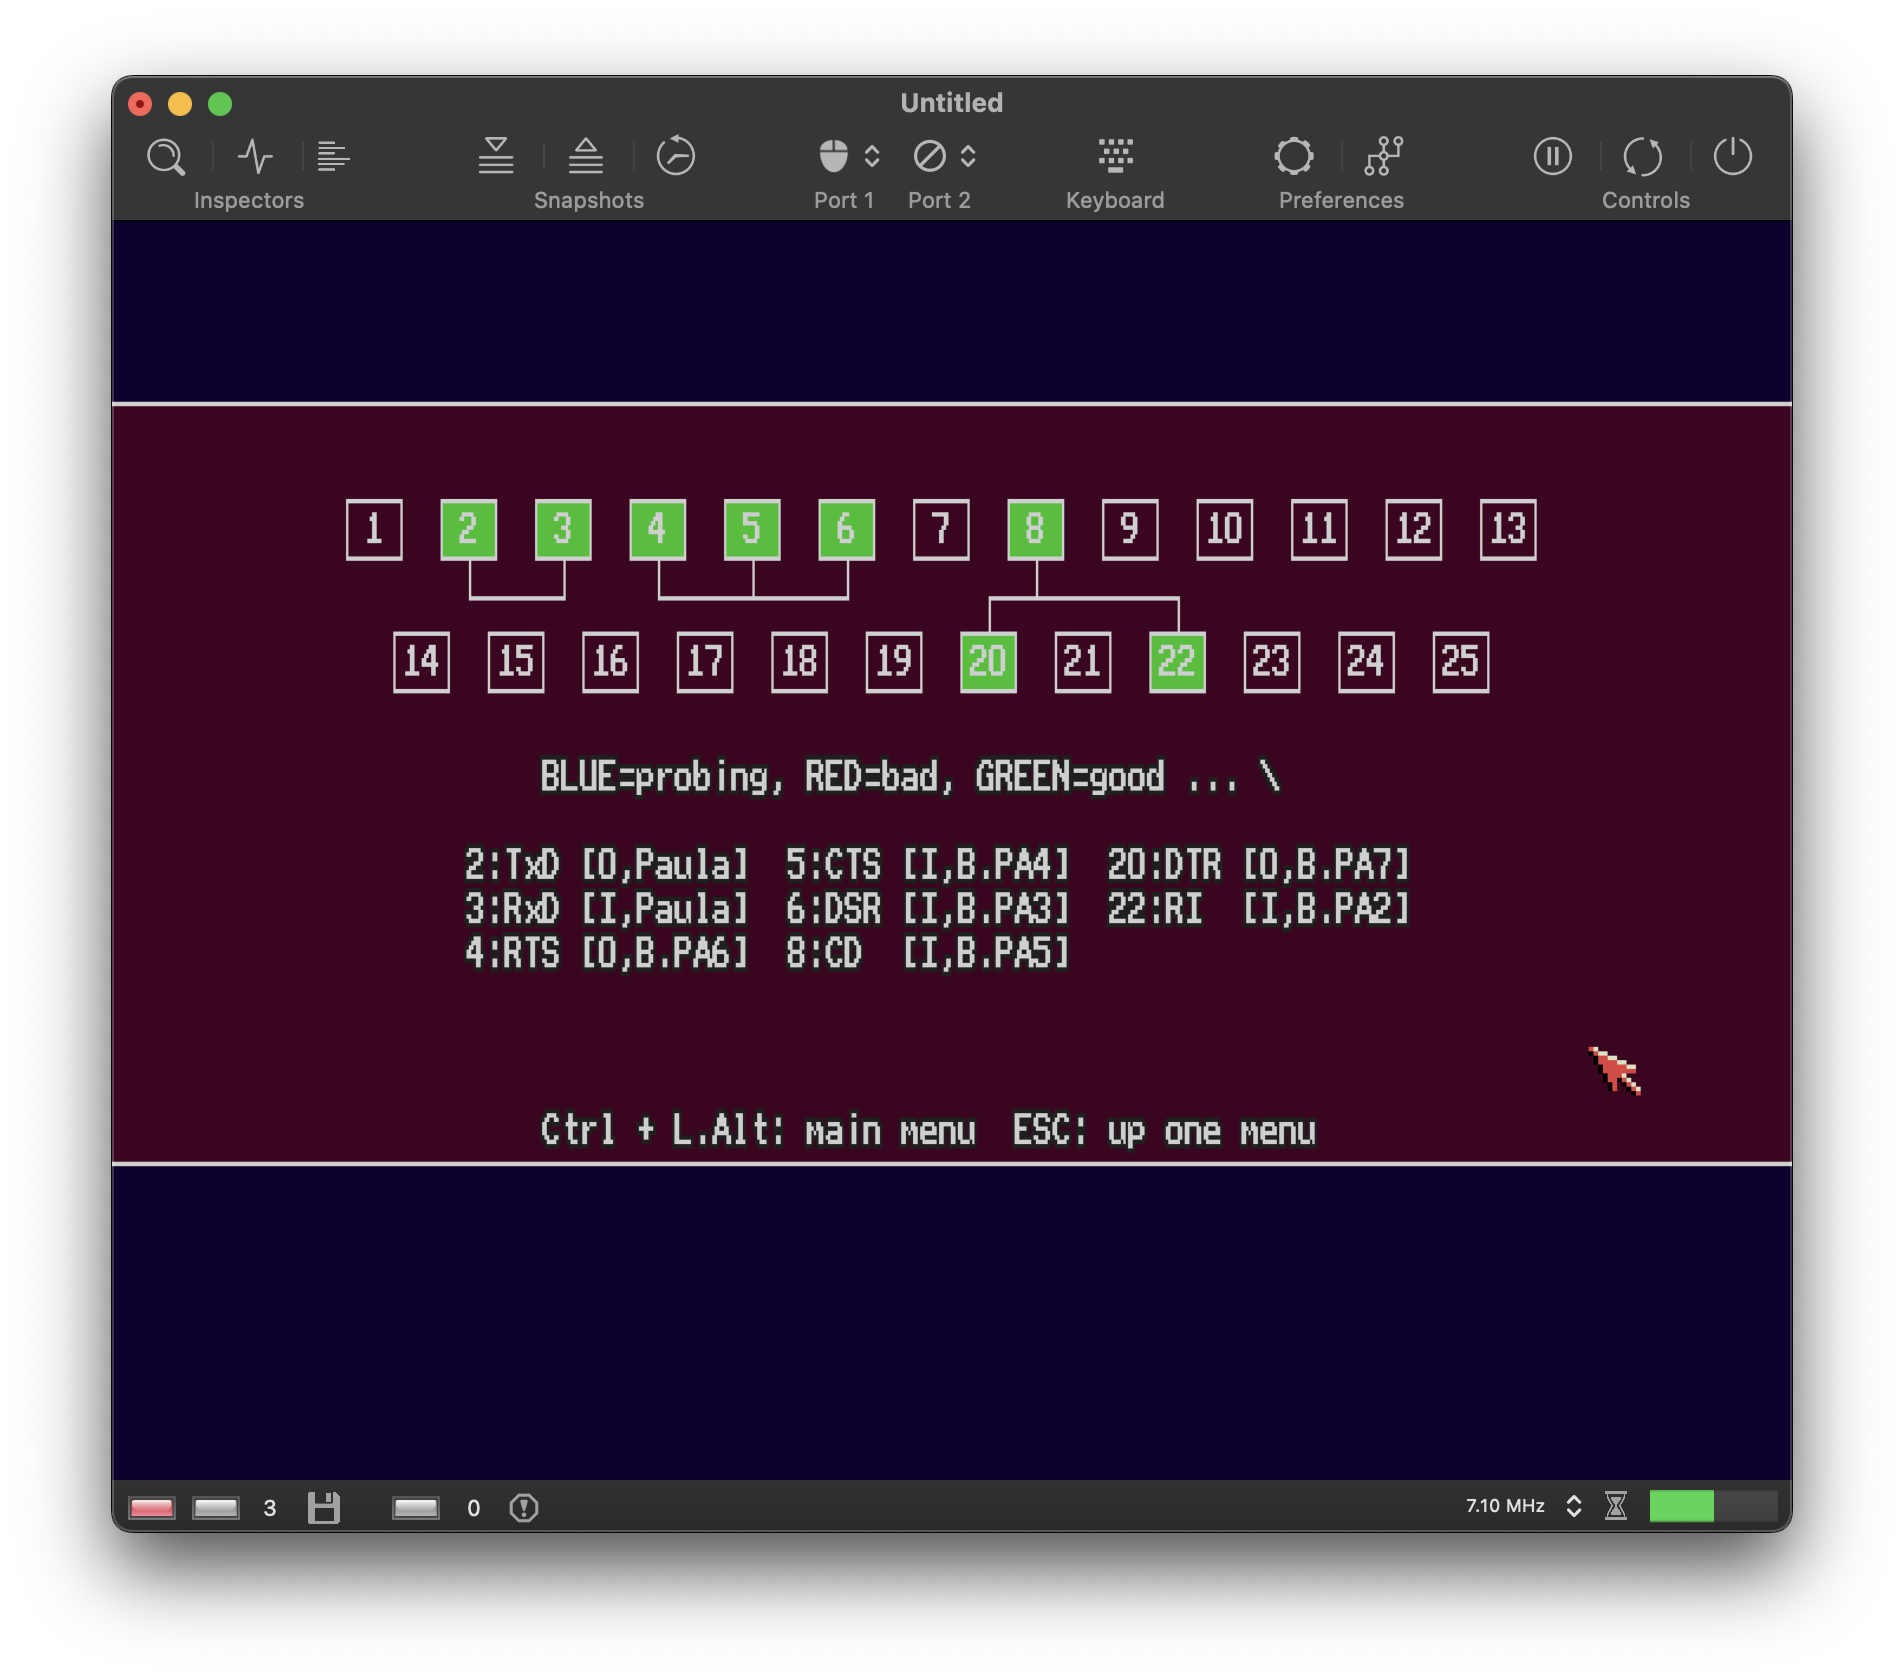 Untitled
Inspectors Snapshots Port 1 Port 2 Keyboard Preferences Controls
1 2 3 4 5 6 7 8 9 10 11 12 13
14 15 16 17 18 19 20 21 22 23 24 25
BLUE=probing, RED=bad, GREEN=good ... \
2:TxD [O,Paula] 5:CTS [I,B.PA4] 20:DTR [O,B.PA7]
3:RxD [I,Paula] 6:DSR [I,B.PA3] 22:RI [I,B.PA2]
4:RTS [O,B.PA6] 8:CD [I,B.PA5]
Ctrl + L.Alt: main menu ESC: up one menu
3 0 7.10 MHz